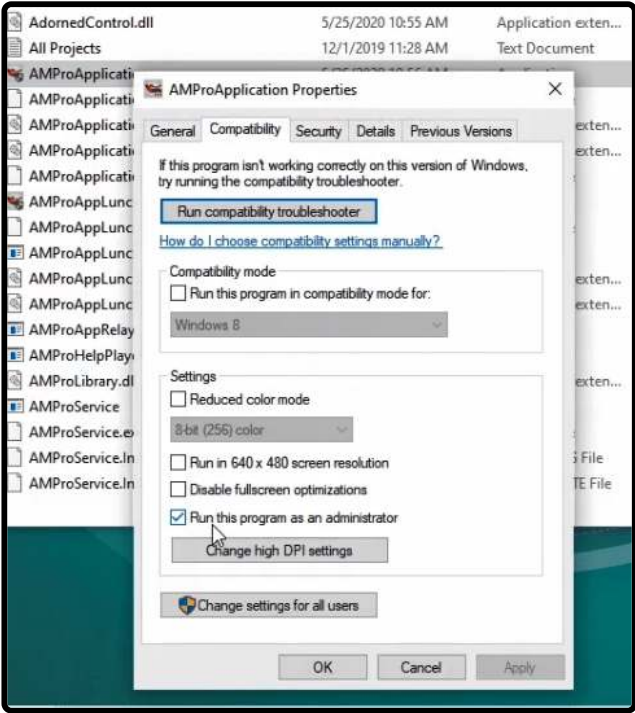 AdornedControl.dll 5/25/2020 10:55 AM Application exten...
All Projects 12/1/2019 11:28 AM Text Document
AMProApplicati
AMProApplication Properties
AMProApplicati
AMProApplicati exten...
AMProApplicati exten...
AMProApplicati
AMProAppLunc
AMProAppLunc
AMProAppLunc
AMProAppLunc exten...
AMProAppLunc exten...
AMProAppRelay
AMProHelpPlay
AMProLibrary.dl exten...
AMProService
AMProService.ex
AMProService.In File
AMProService.In TE File
General Compatibility Security Details Previous Versions
If this program isn't working correctly on this version of Windows,
try running the compatibility troubleshooter.
Run compatibility troubleshooter
How do I choose compatibility settings manually?
Compatibility mode
Run this program in compatibility mode for:
Windows 8
Settings
Reduced color mode
8-bit (256) color
Run in 640 x 480 screen resolution
Disable fullscreen optimizations
Run this program as an administrator
Change high DPI settings
Change settings for all users
OK Cancel Apply